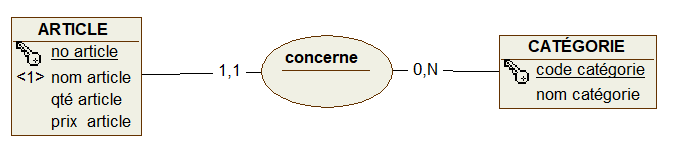 ARTICLE
no article
<1> nom article
qté article
prix article
1,1
concerne
0,N
CATÉGORIE
code catégorie
nom catégorie